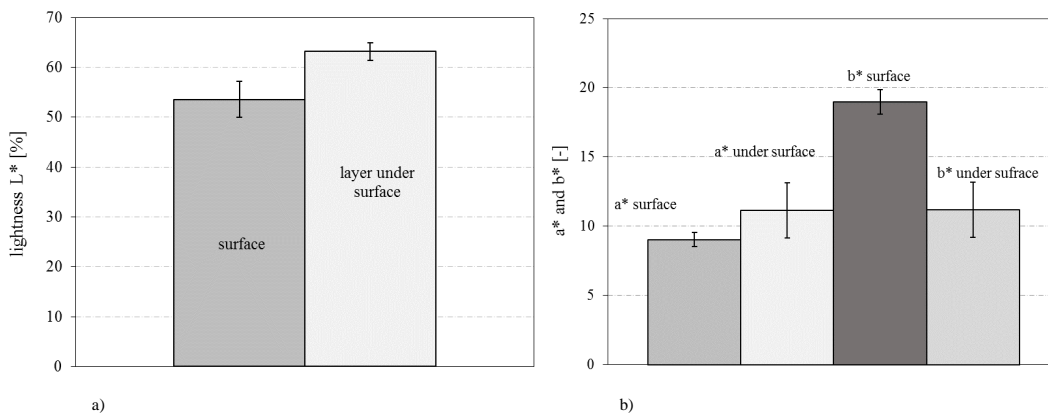 70
60
50
40
30
20
10
0
lightness L* [%]
surface
layer under
surface
a)
25
20
15
10
5
0
a* and b* [-]
a* surface
a* under surface
b* surface
b* under sufrace
b)